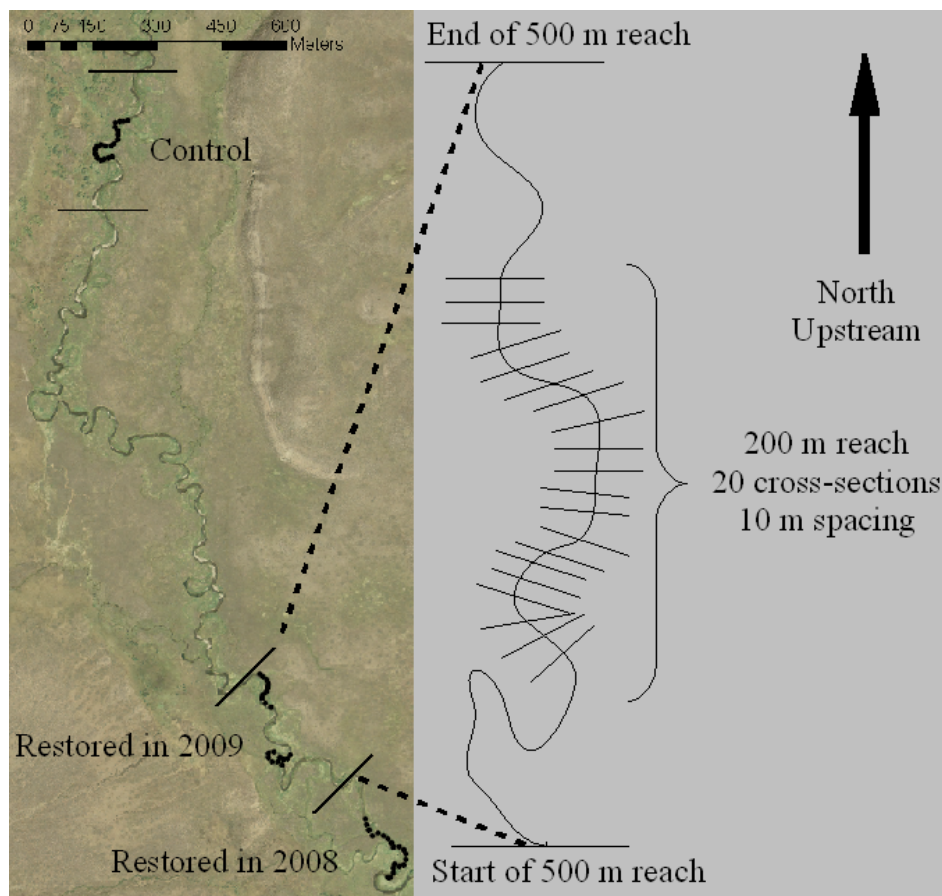 0 75 150 300 450 600
Meters
Control
Restored in 2009
Restored in 2008
End of 500 m reach
North
Upstream
200 m reach
20 cross-sections
10 m spacing
Start of 500 m reach